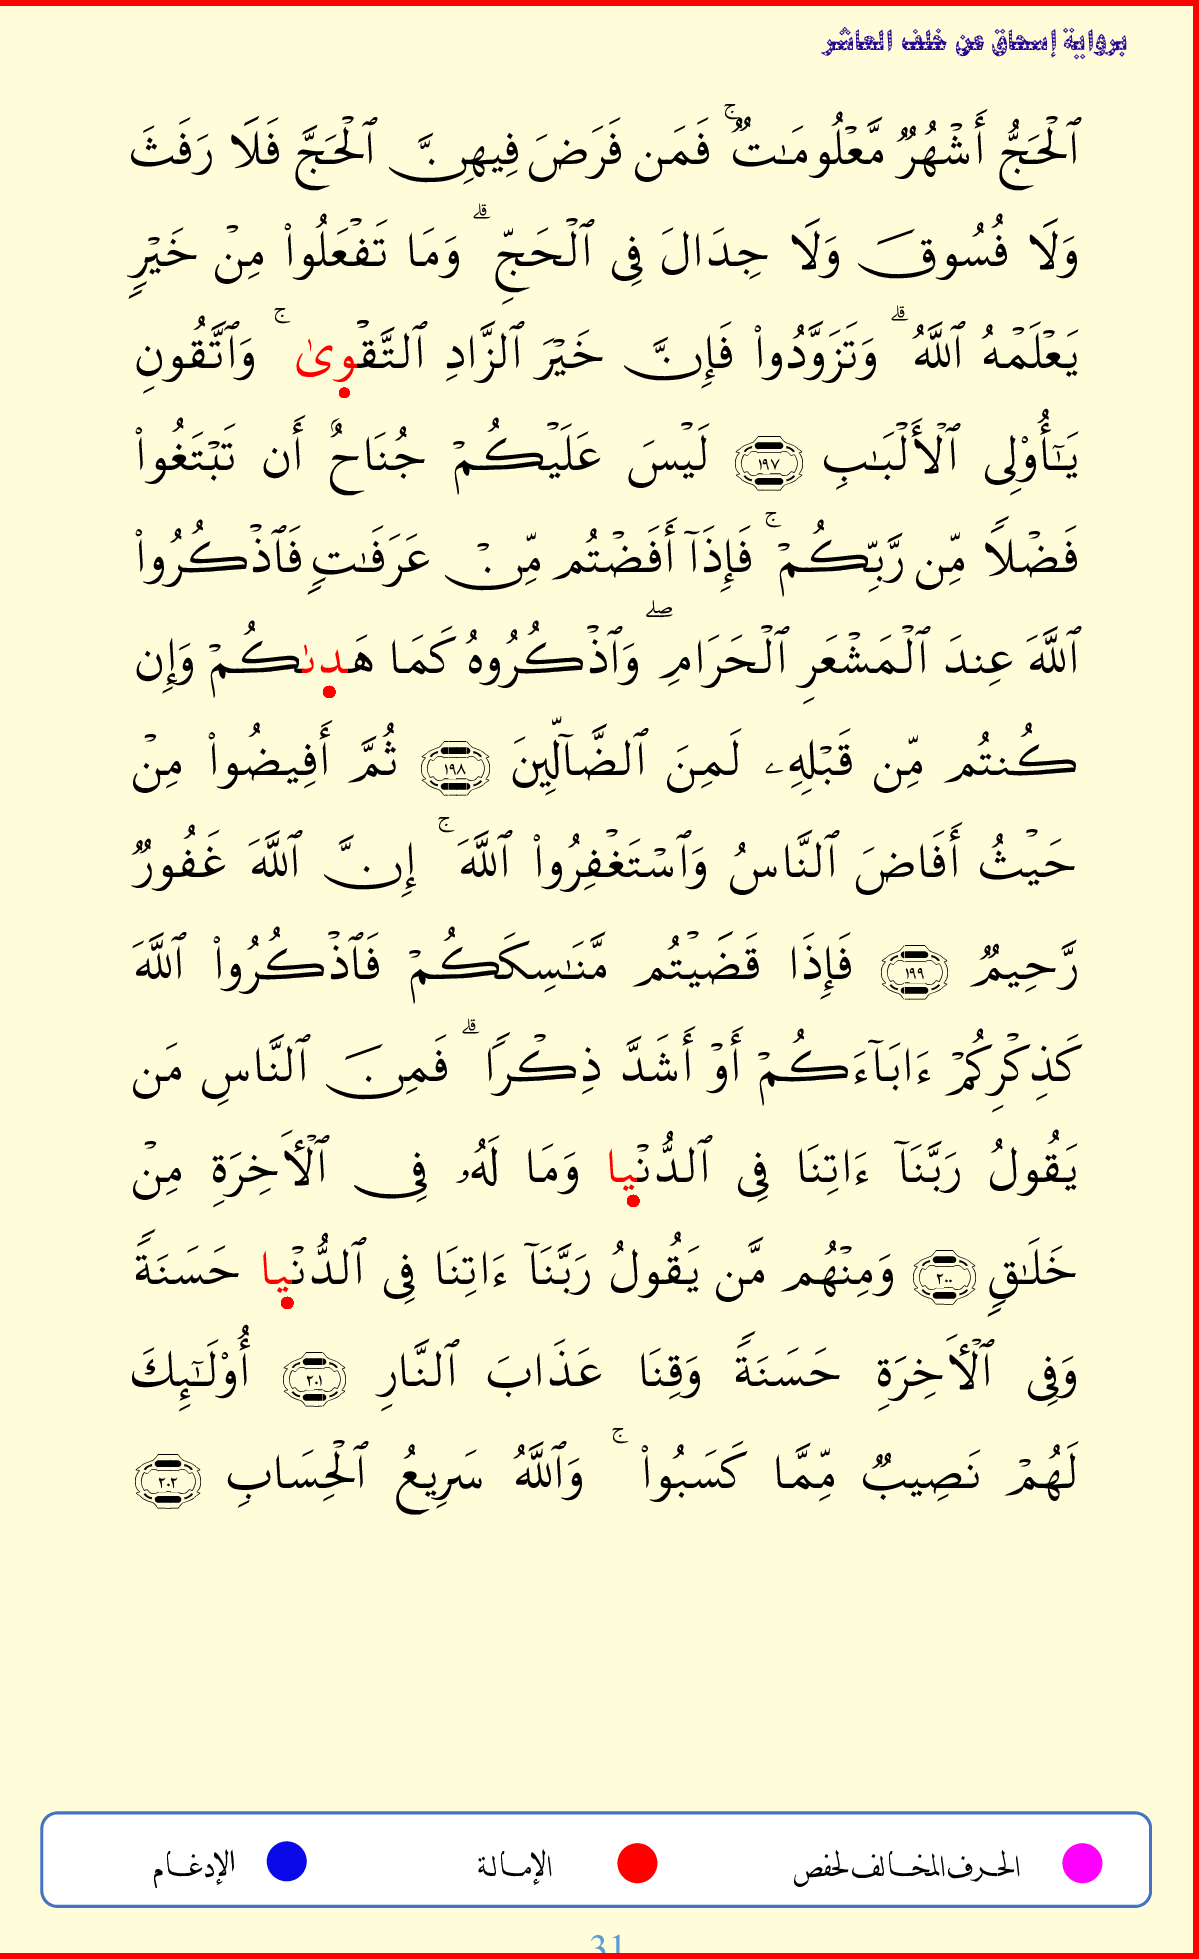 برواية إسحاق عن خلف العاشر
ٱلۡحَجُّ أَشۡهُرٞ مَّعۡلُومَٰتٞۚ فَمَن فَرَضَ فِيهِنَّ ٱلۡحَجَّ فَلَا رَفَثَ
وَلَا فُسُوقَ وَلَا جِدَالَ فِي ٱلۡحَجِّۗ وَمَا تَفۡعَلُواْ مِنۡ خَيۡرٖ
يَعۡلَمۡهُ ٱللَّهُۗ وَتَزَوَّدُواْ فَإِنَّ خَيۡرَ ٱلزَّادِ ٱلتَّقۡوىٰۚ وَٱتَّقُونِ
يَٰٓأُوْلِي ٱلۡأَلۡبَٰبِ ١٩٧ لَيۡسَ عَلَيۡكُمۡ جُنَاحٌ أَن تَبۡتَغُواْ
فَضۡلٗا مِّن رَّبِّكُمۡۚ فَإِذَآ أَفَضۡتُم مِّنۡ عَرَفَٰتٖ فَٱذۡكُرُواْ
ٱللَّهَ عِندَ ٱلۡمَشۡعَرِ ٱلۡحَرَامِۖ وَٱذۡكُرُوهُ كَمَا هَدىٰكُمۡ وَإِن
كُنتُم مِّن قَبۡلِهِۦ لَمِنَ ٱلضَّآلِّينَ ١٩٨ ثُمَّ أَفِيضُواْ مِنۡ
حَيۡثُ أَفَاضَ ٱلنَّاسُ وَٱسۡتَغۡفِرُواْ ٱللَّهَۚ إِنَّ ٱللَّهَ غَفُورٞ
رَّحِيمٞ ١٩٩ فَإِذَا قَضَيۡتُم مَّنَٰسِكَكُمۡ فَٱذۡكُرُواْ ٱللَّهَ
كَذِكۡرِكُمۡ ءَابَآءَكُمۡ أَوۡ أَشَدَّ ذِكۡرٗاۗ فَمِنَ ٱلنَّاسِ مَن
يَقُولُ رَبَّنَآ ءَاتِنَا فِي ٱلدُّنۡيا وَمَا لَهُۥ فِي ٱلۡأٓخِرَةِ مِنۡ
خَلَٰقٖ ٢٠٠ وَمِنۡهُم مَّن يَقُولُ رَبَّنَآ ءَاتِنَا فِي ٱلدُّنۡيا حَسَنَةٗ
وَفِي ٱلۡأٓخِرَةِ حَسَنَةٗ وَقِنَا عَذَابَ ٱلنَّارِ ٢٠١ أُوْلَٰٓئِكَ
لَهُمۡ نَصِيبٞ مِّمَّا كَسَبُواْۚ وَٱللَّهُ سَرِيعُ ٱلۡحِسَابِ ٢٠٢
الحرف المخالف لحفص الإمالة الإدغام
31